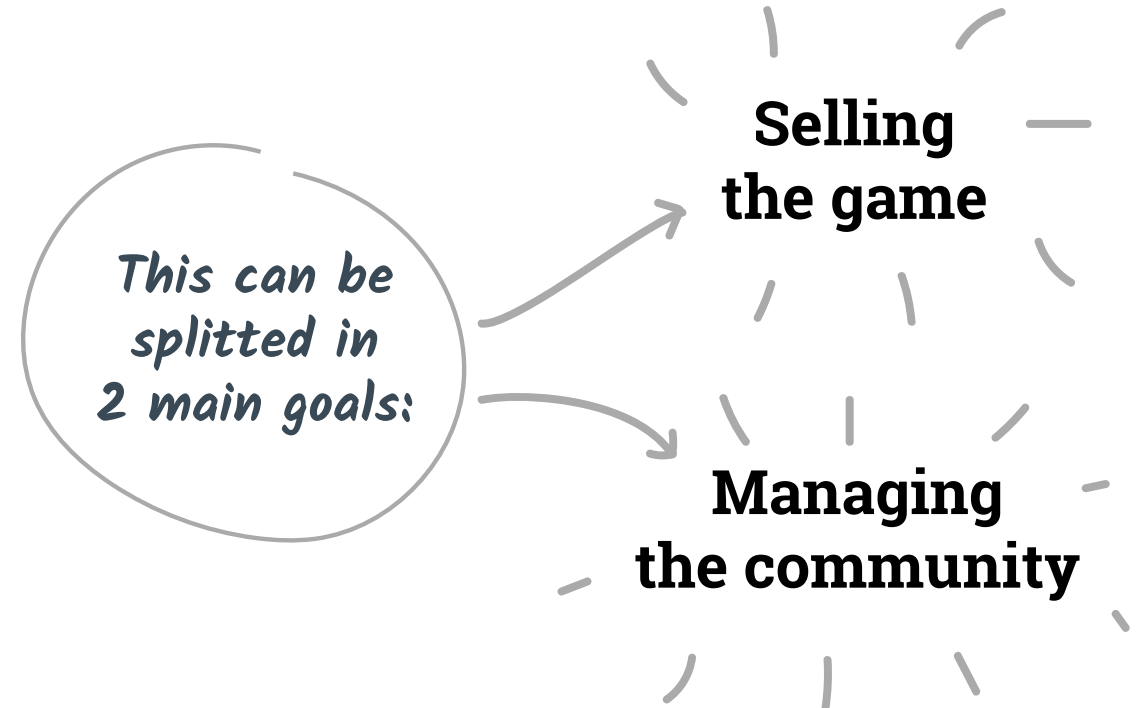 This can be
splitted in
2 main goals:
Selling
the game
Managing
the community